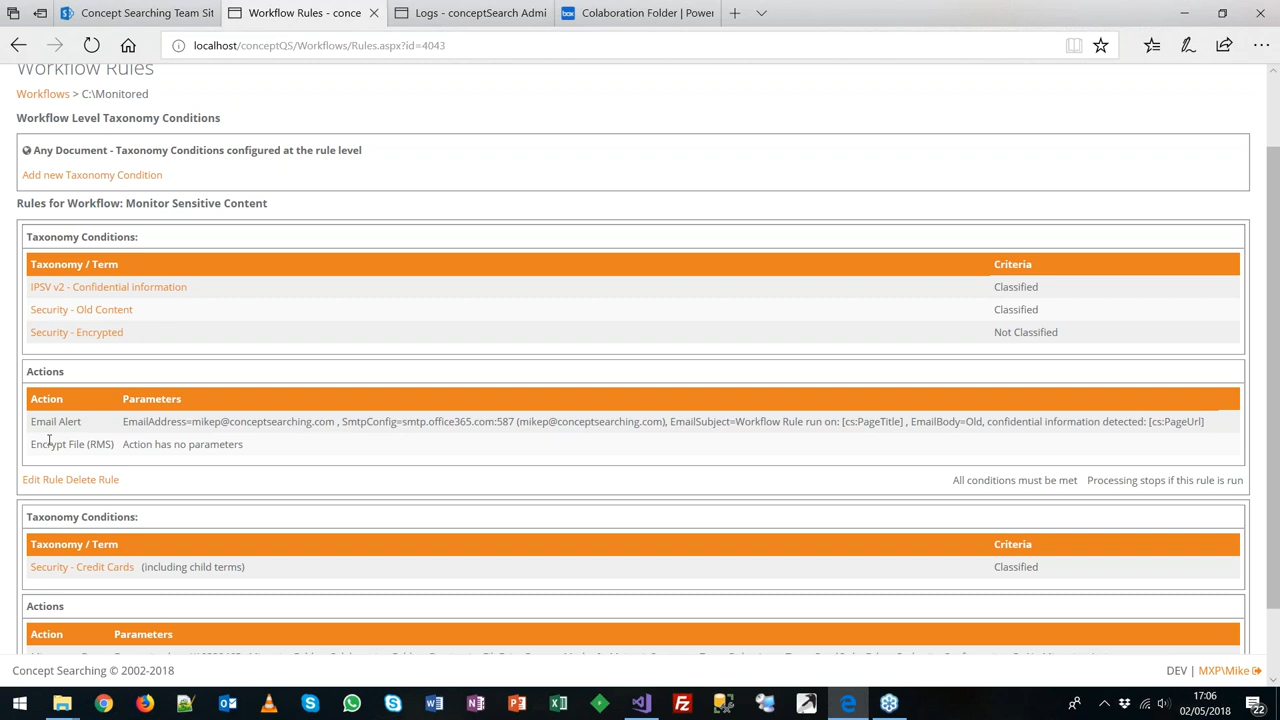 Concept Searching Team Sit
Workflow Rules - conce
Logs - conceptSearch Admi
Colaboration Folder | Power
localhost/conceptQS/Workflows/Rules.aspx?id=4043
Workflow Rules
Workflows > C:\Monitored
Workflow Level Taxonomy Conditions
Any Document - Taxonomy Conditions configured at the rule level
Add new Taxonomy Condition
Rules for Workflow: Monitor Sensitive Content
Taxonomy Conditions:
Taxonomy / Term Criteria
IPSV v2 - Confidential information Classified
Security - Old Content Classified
Security - Encrypted Not Classified
Actions
Action Parameters
Email Alert EmailAddress=mikep@conceptsearching.com , SmtpConfig=smtp.office365.com:587 (mikep@conceptsearching.com), EmailSubject=Workflow Rule run on: [cs:PageTitle] , EmailBody=Old, confidential information detected: [cs:PageUrl]
Encrypt File (RMS) Action has no parameters
Edit Rule Delete Rule All conditions must be met Processing stops if this rule is run
Taxonomy Conditions:
Taxonomy / Term Criteria
Security - Credit Cards (including child terms) Classified
Actions
Action Parameters
Concept Searching © 2002-2018 DEV | MXP\Mike
17:06
02/05/2018
22